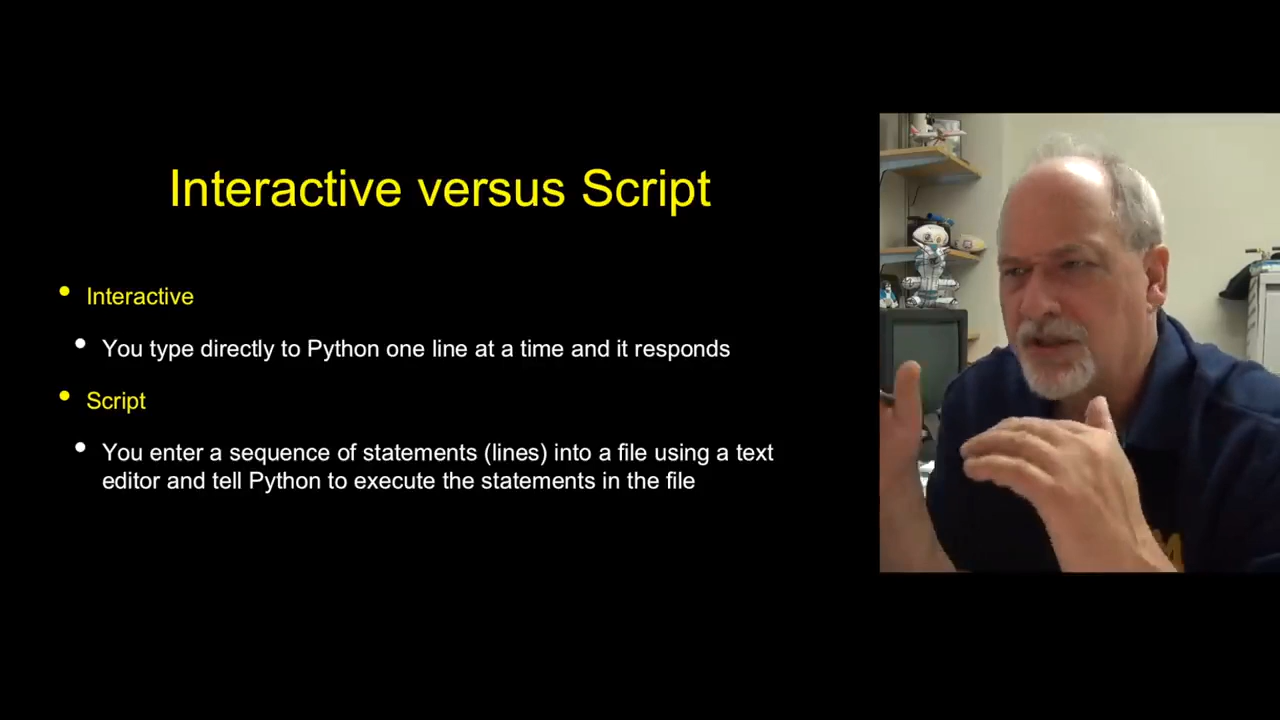 Interactive versus Script
• Interactive
• You type directly to Python one line at a time and it responds
• Script
• You enter a sequence of statements (lines) into a file using a text
editor and tell Python to execute the statements in the file